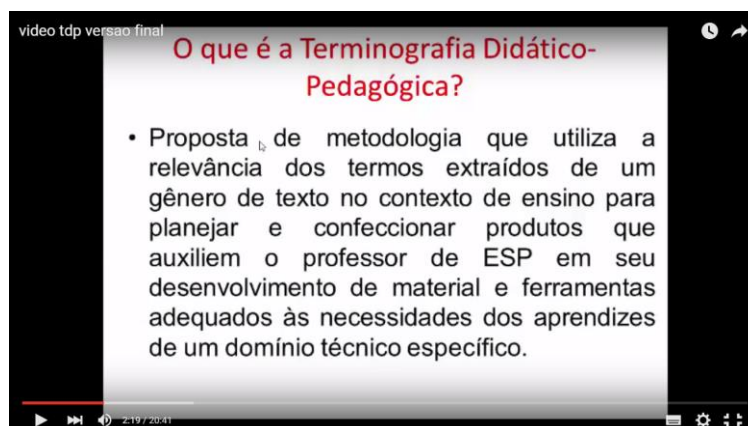 video tdp versao final
O que é a Terminografia Didático-
Pedagógica?
• Proposta de metodologia que utiliza a
relevância dos termos extraídos de um
gênero de texto no contexto de ensino para
planejar e confeccionar produtos que
auxiliem o professor de ESP em seu
desenvolvimento de material e ferramentas
adequados às necessidades dos aprendizes
de um domínio técnico específico.
2:19 / 20:41